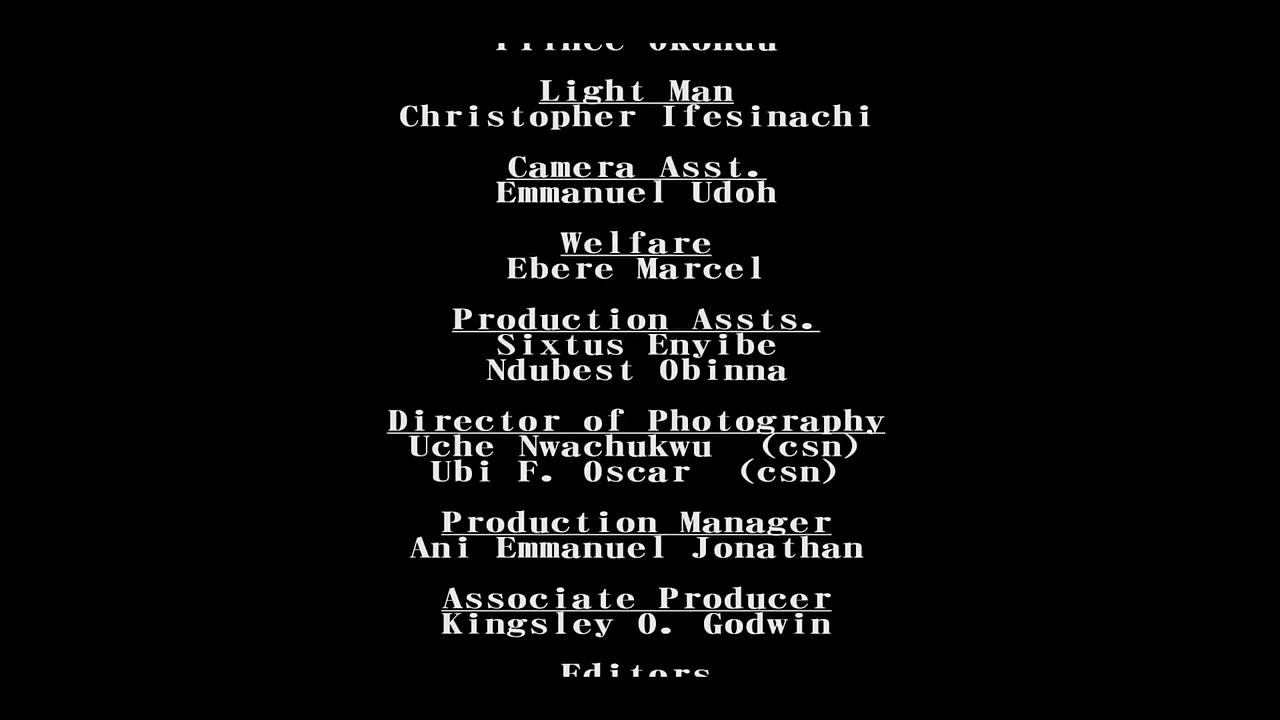 Prince
Light Man
Christopher Ifesinachi
Camera Asst.
Emmanuel Udoh
Welfare
Ebere Marcel
Production Assts.
Sixtus Enyibe
Ndubest Obinna
Director of Photography
Uche Nwachukwu (csn)
Ubi F. Oscar (csn)
Production Manager
Ani Emmanuel Jonathan
Associate Producer
Kingsley O. Godwin
Editors